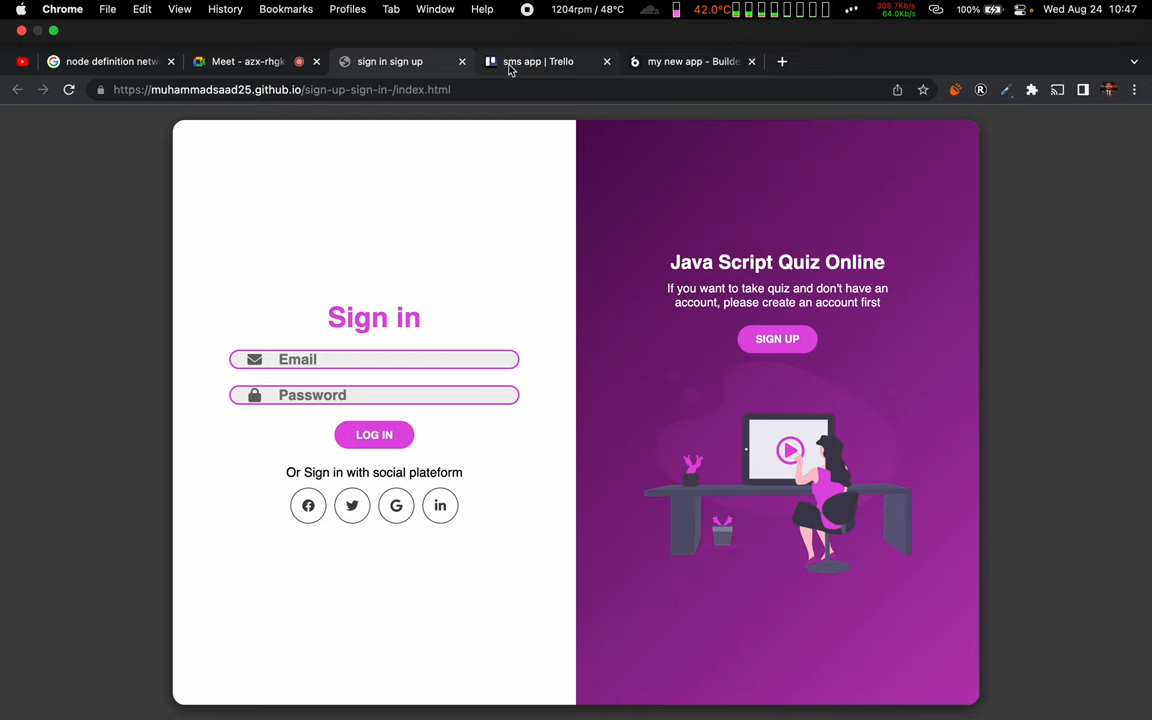 Chrome File Edit View History Bookmarks Profiles Tab Window Help 1204rpm / 48°C 42.0°C 305.7Kb/s 64.0Kb/s 100% Wed Aug 24 10:47
node definition netw Meet - azx-rhgk sign in sign up sms app | Trello my new app - Builde
https://muhammadsaad25.github.io/sign-up-sign-in-/index.html
Java Script Quiz Online
If you want to take quiz and don't have an
account, please create an account first
SIGN UP
Sign in
Email
Password
LOG IN
Or Sign in with social plateform